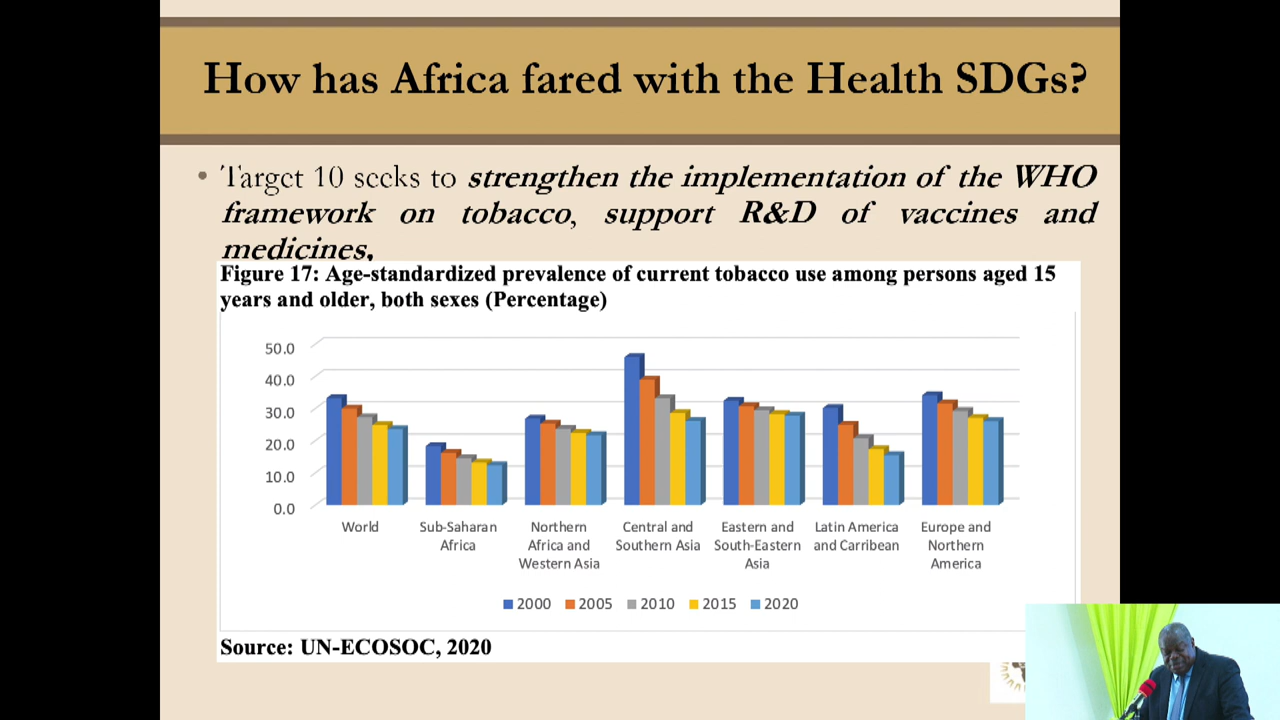 How has Africa fared with the Health SDGs?
• Target 10 seeks to strengthen the implementation of the WHO
framework on tobacco, support R&D of vaccines and
medicines,
Figure 17: Age-standardized prevalence of current tobacco use among persons aged 15
years and older, both sexes (Percentage)
50.0
40.0
30.0
20.0
10.0
0.0
World
Sub-Saharan
Africa
Northern
Africa and
Western Asia
Central and
Southern Asia
Eastern and
South-Eastern
Asia
Latin America
and Carribean
Europe and
Northern
America
2000 2005 2010 2015 2020
Source: UN-ECOSOC, 2020